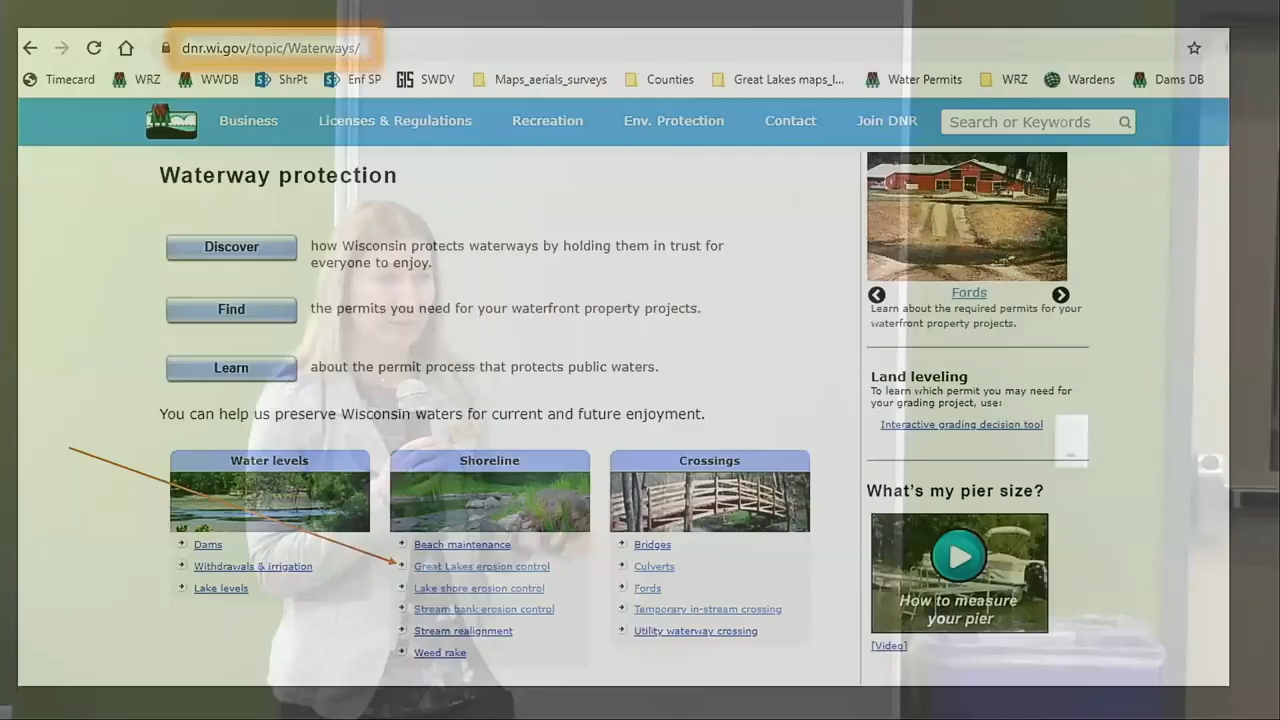 dnr.wi.gov/topic/Waterways/
Timecard WRZ WWDB ShrPt Enf SP GIS SWDV Maps_aerials_surveys Counties Great Lakes maps_l... Water Permits WRZ Wardens Dams DB
Business Licenses & Regulations Recreation Env. Protection Contact Join DNR Search or Keywords
Waterway protection
Discover how Wisconsin protects waterways by holding them in trust for
everyone to enjoy.
Find the permits you need for your waterfront property projects.
Learn about the permit process that protects public waters.
You can help us preserve Wisconsin waters for current and future enjoyment.
Water levels
Dams
Withdrawals & irrigation
Lake levels
Shoreline
Beach maintenance
Great Lakes erosion control
Lake shore erosion control
Stream bank erosion control
Stream realignment
Weed rake
Crossings
Bridges
Culverts
Fords
Temporary in-stream crossing
Utility waterway crossing
Fords
Learn about the required permits for your
waterfront property projects.
Land leveling
To learn which permit you may need for
your grading project, use:
Interactive grading decision tool
What's my pier size?
How to measure
your pier
[Video]